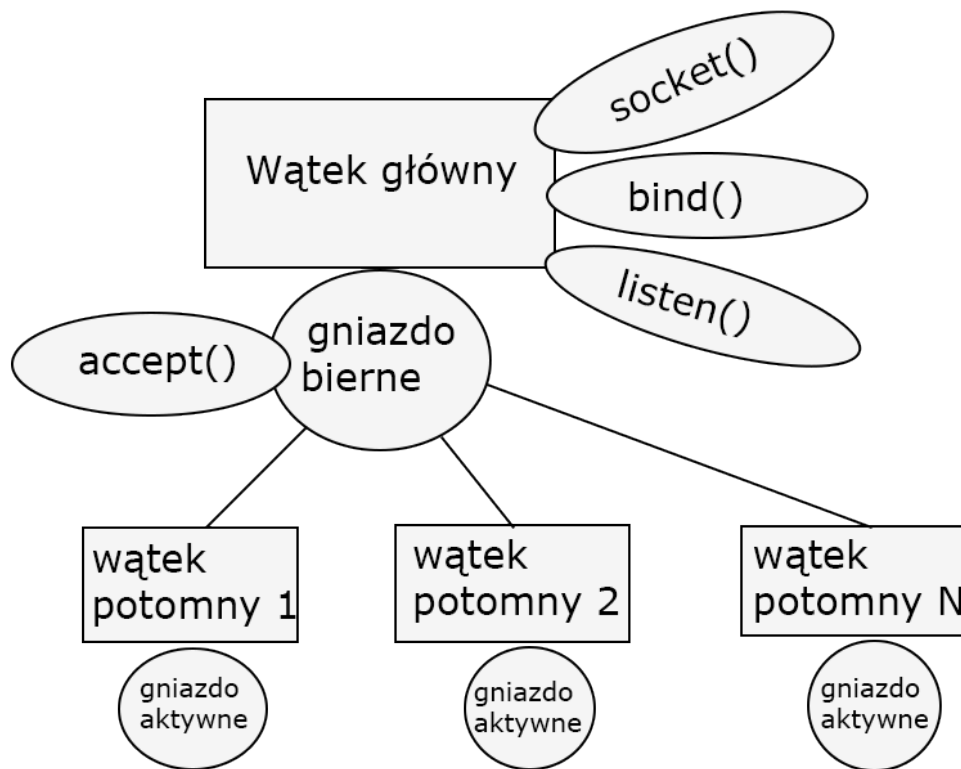 socket()
Wątek główny
bind()
listen()
gniazdo
bierne
accept()
wątek
potomny 1
wątek
potomny 2
wątek
potomny N
gniazdo
aktywne
gniazdo
aktywne
gniazdo
aktywne